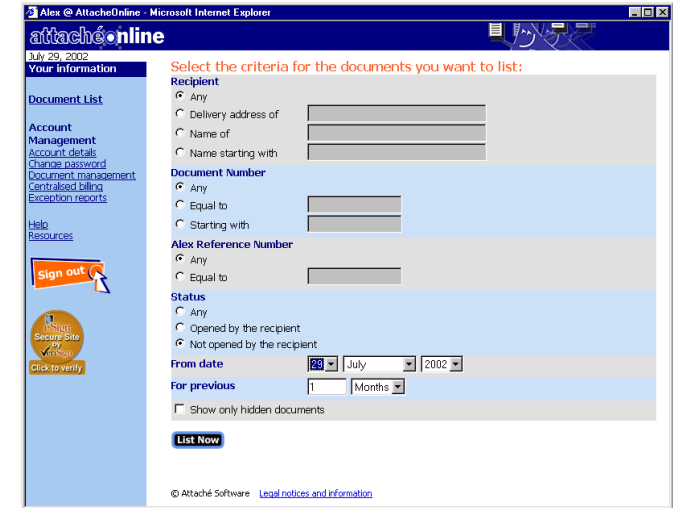 Alex @ AttacheOnline - Microsoft Internet Explorer
attachéonline
July 29, 2002
Your information
Select the criteria for the documents you want to list:
Recipient
Any
Document List
Delivery address of
Account
Management
Name of
Account details
Name starting with
Change password
Document management
Centralised billing
Exception reports
Document Number
Any
Equal to
Help
Resources
Starting with
Alex Reference Number
Any
Sign out
Equal to
Status
Any
Opened by the recipient
Not opened by the recipient
Secure Site
by
VeriSign
Click to verify
From date 29 July 2002
For previous 1 Months
Show only hidden documents
List Now
© Attaché Software Legal notices and information